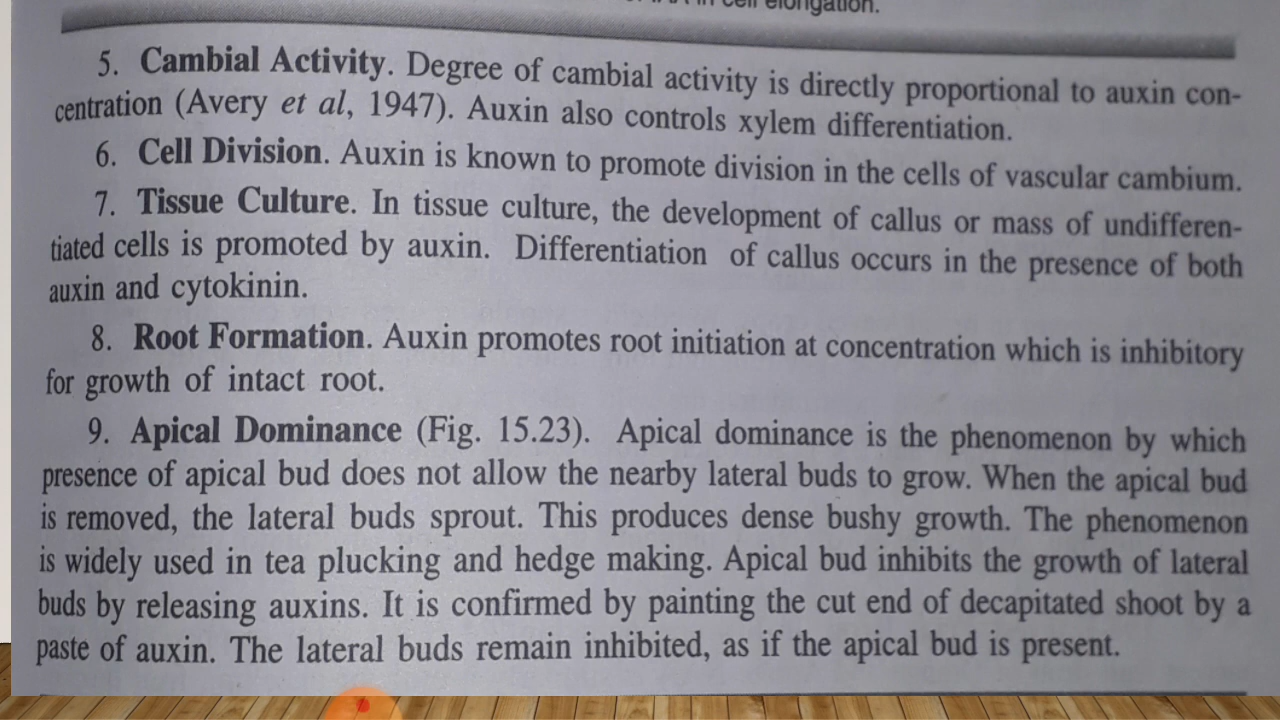 in cell elongation.
5. Cambial Activity. Degree of cambial activity is directly proportional to auxin con-
centration (Avery et al, 1947). Auxin also controls xylem differentiation.
6. Cell Division. Auxin is known to promote division in the cells of vascular cambium.
7. Tissue Culture. In tissue culture, the development of callus or mass of undifferen-
tiated cells is promoted by auxin. Differentiation of callus occurs in the presence of both
auxin and cytokinin.
8. Root Formation. Auxin promotes root initiation at concentration which is inhibitory
for growth of intact root.
9. Apical Dominance (Fig. 15.23). Apical dominance is the phenomenon by which
presence of apical bud does not allow the nearby lateral buds to grow. When the apical bud
is removed, the lateral buds sprout. This produces dense bushy growth. The phenomenon
is widely used in tea plucking and hedge making. Apical bud inhibits the growth of lateral
buds by releasing auxins. It is confirmed by painting the cut end of decapitated shoot by a
paste of auxin. The lateral buds remain inhibited, as if the apical bud is present.